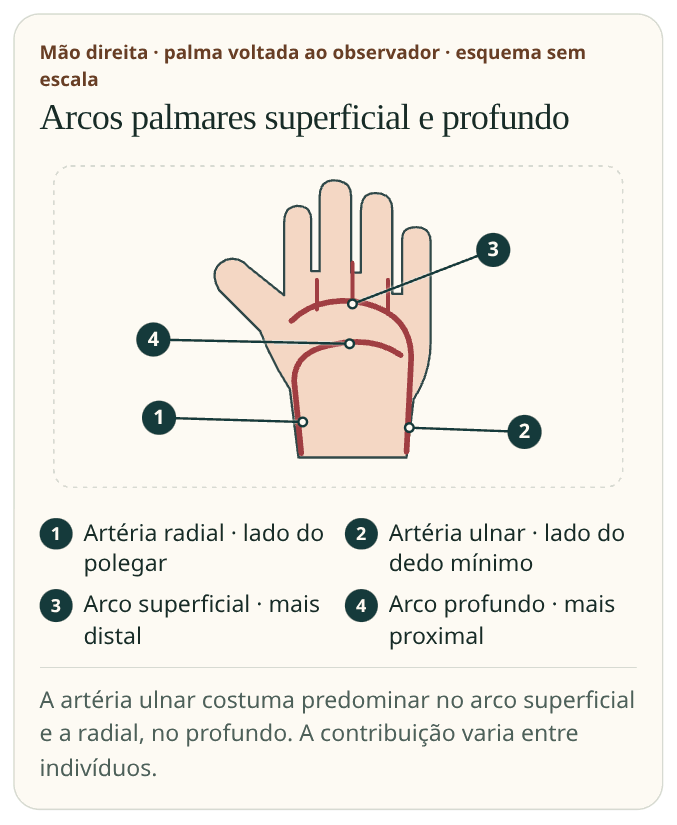 Mão direita · palma voltada ao observador · esquema sem
escala
Arcos palmares superficial e profundo
3
4
1
2
1 Artéria radial · lado do
polegar
2 Artéria ulnar · lado do
dedo mínimo
3 Arco superficial · mais
distal
4 Arco profundo · mais
proximal
A artéria ulnar costuma predominar no arco superficial
e a radial, no profundo. A contribuição varia entre
indivíduos.